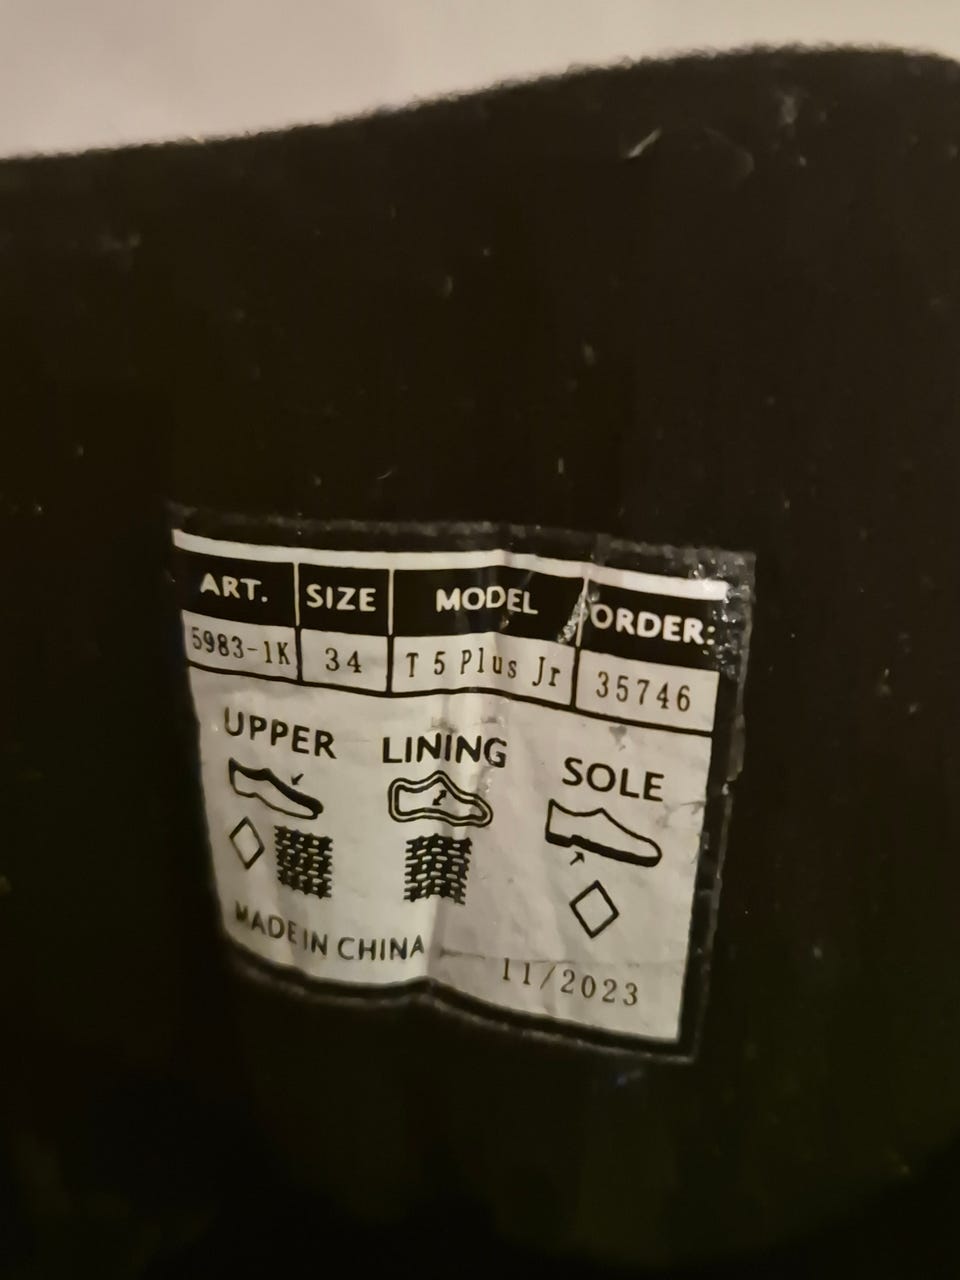 ART. SIZE MODEL ORDER:
5983-1K 34 T 5 Plus Jr 35746
UPPER LINING SOLE
MADE IN CHINA
11/2023